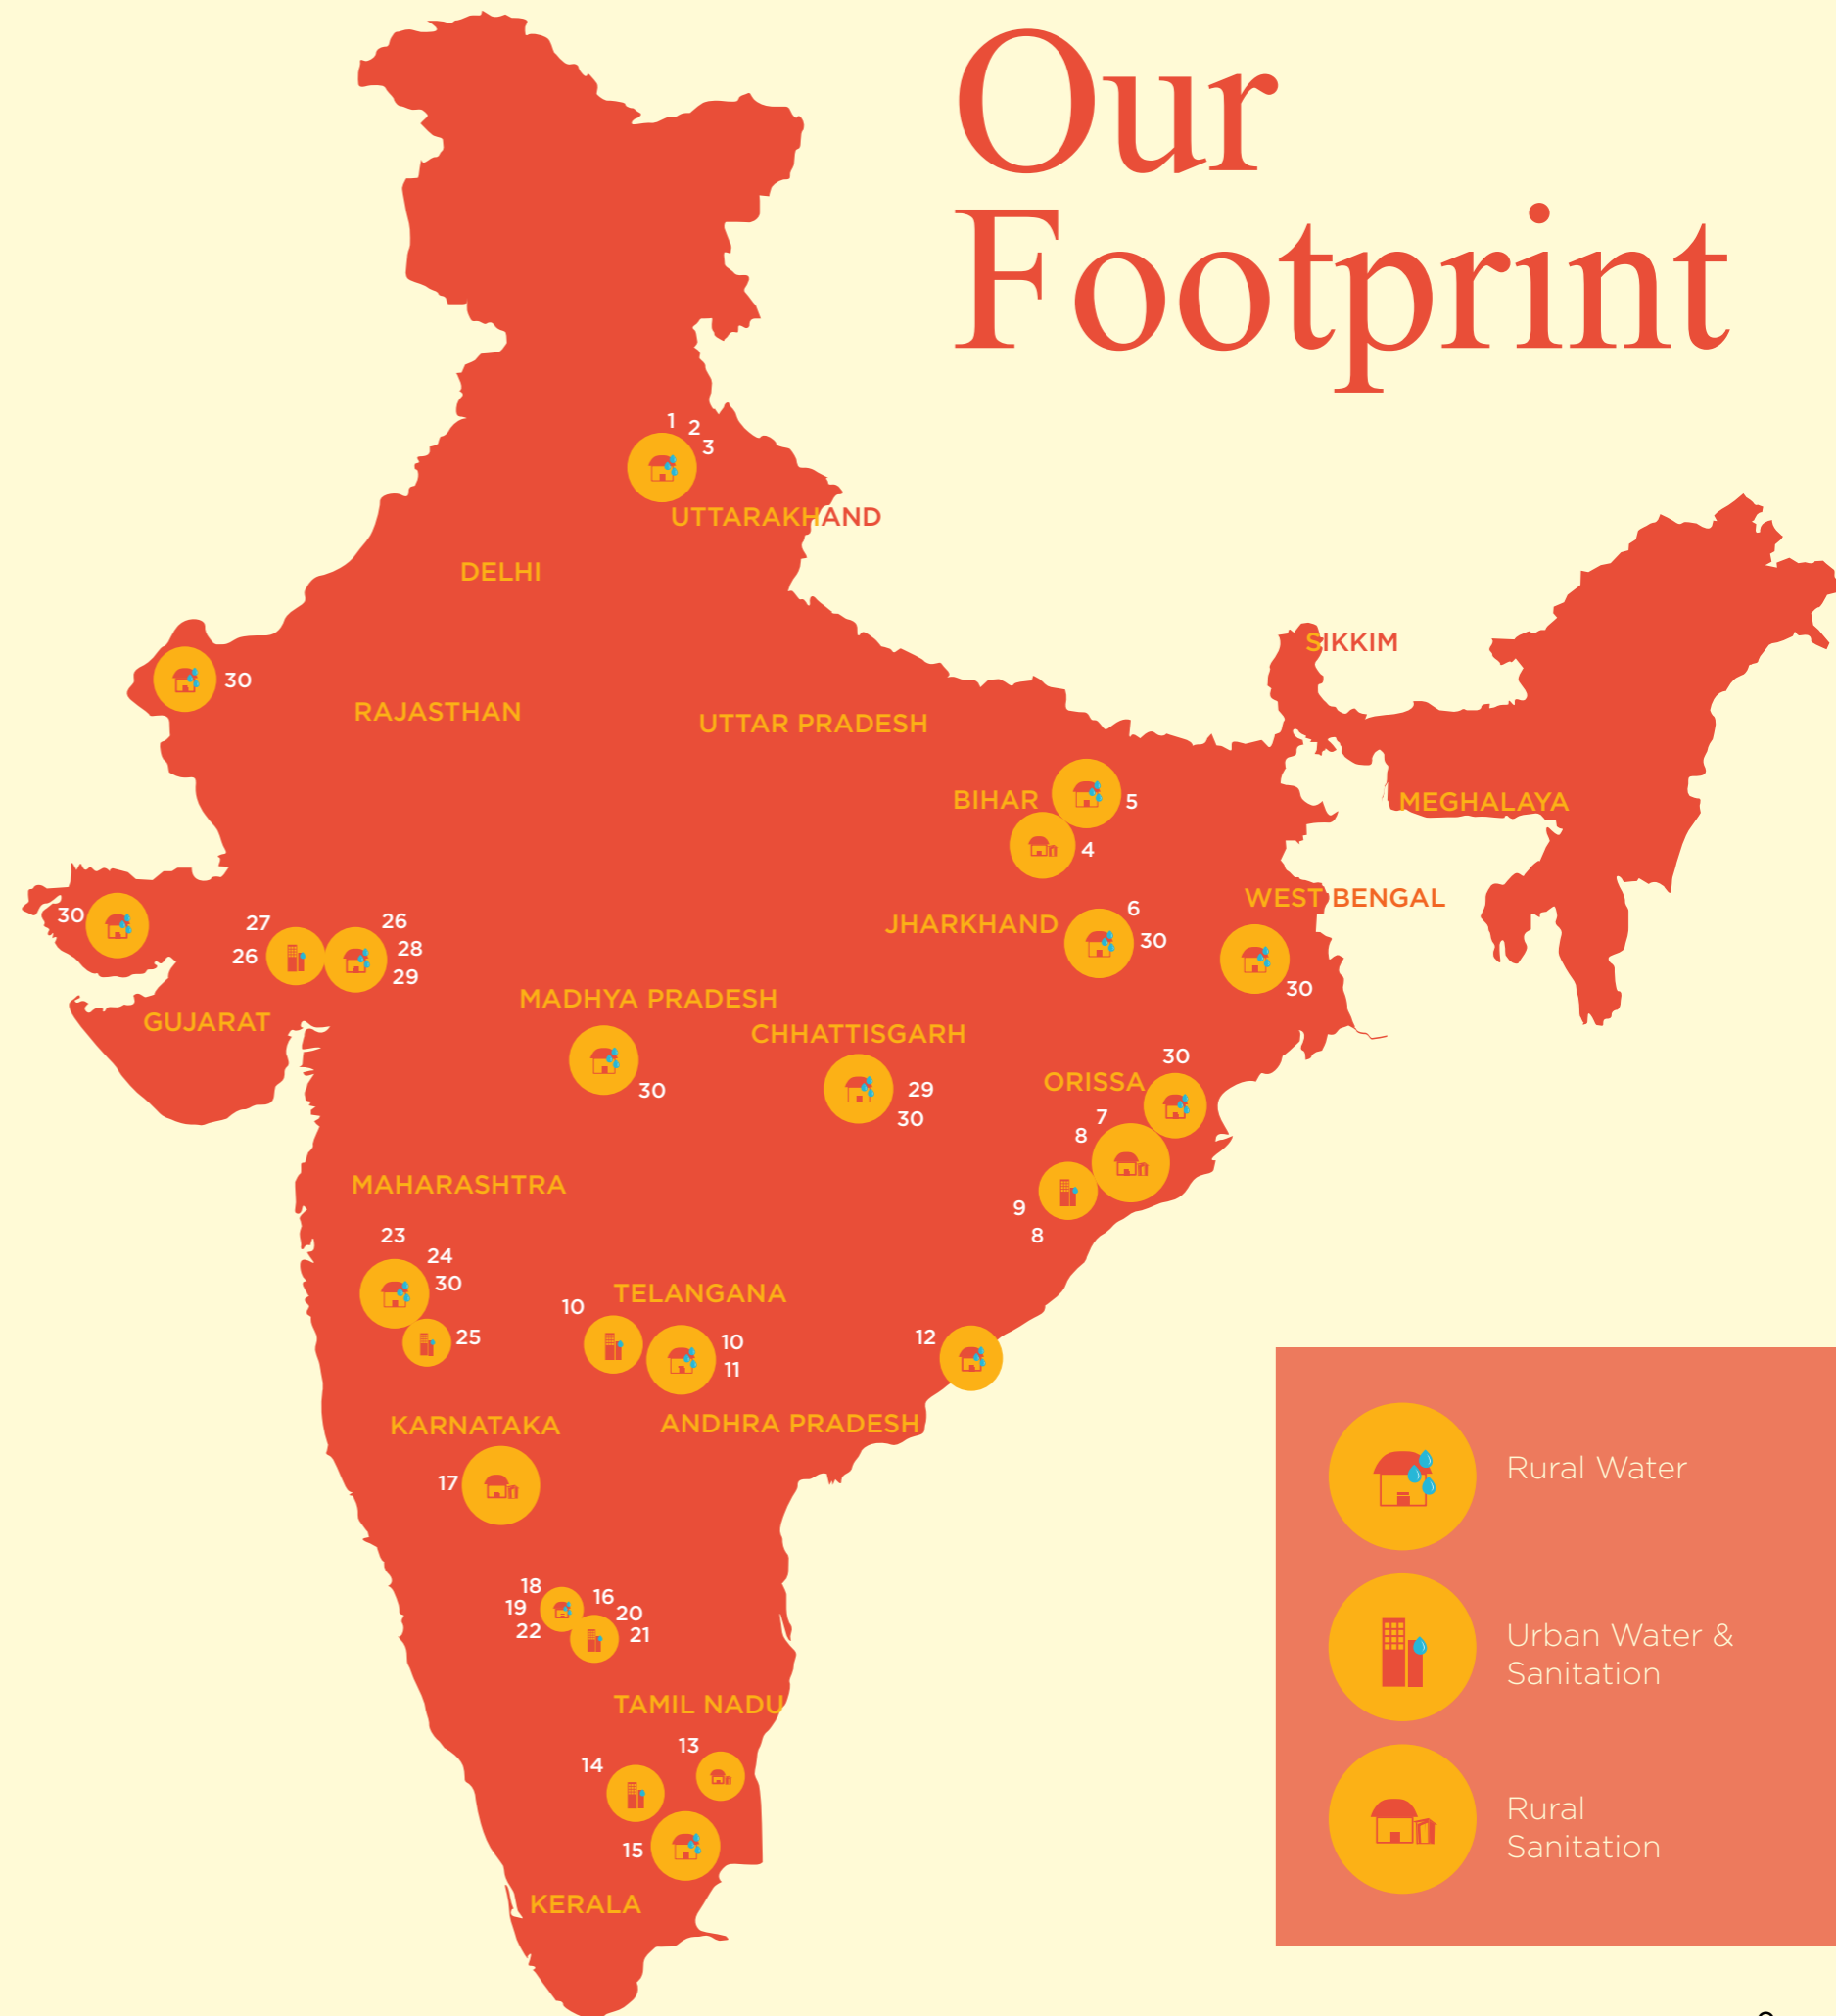 Our
Footprint
1
2
3
UTTARAKHAND
DELHI
SIKKIM
30
RAJASTHAN
UTTAR PRADESH
BIHAR
5
MEGHALAYA
4
WEST BENGAL
30
27
26
6
JHARKHAND
30
26
28
29
30
MADHYA PRADESH
GUJARAT
CHHATTISGARH
30
30
29
30
ORISSA
7
8
MAHARASHTRA
9
8
23
24
30
TELANGANA
10
25
10
11
12
KARNATAKA
ANDHRA PRADESH
17
18
19
22
16
20
21
TAMIL NADU
13
14
15
KERALA
Rural Water
Urban Water &
Sanitation
Rural
Sanitation